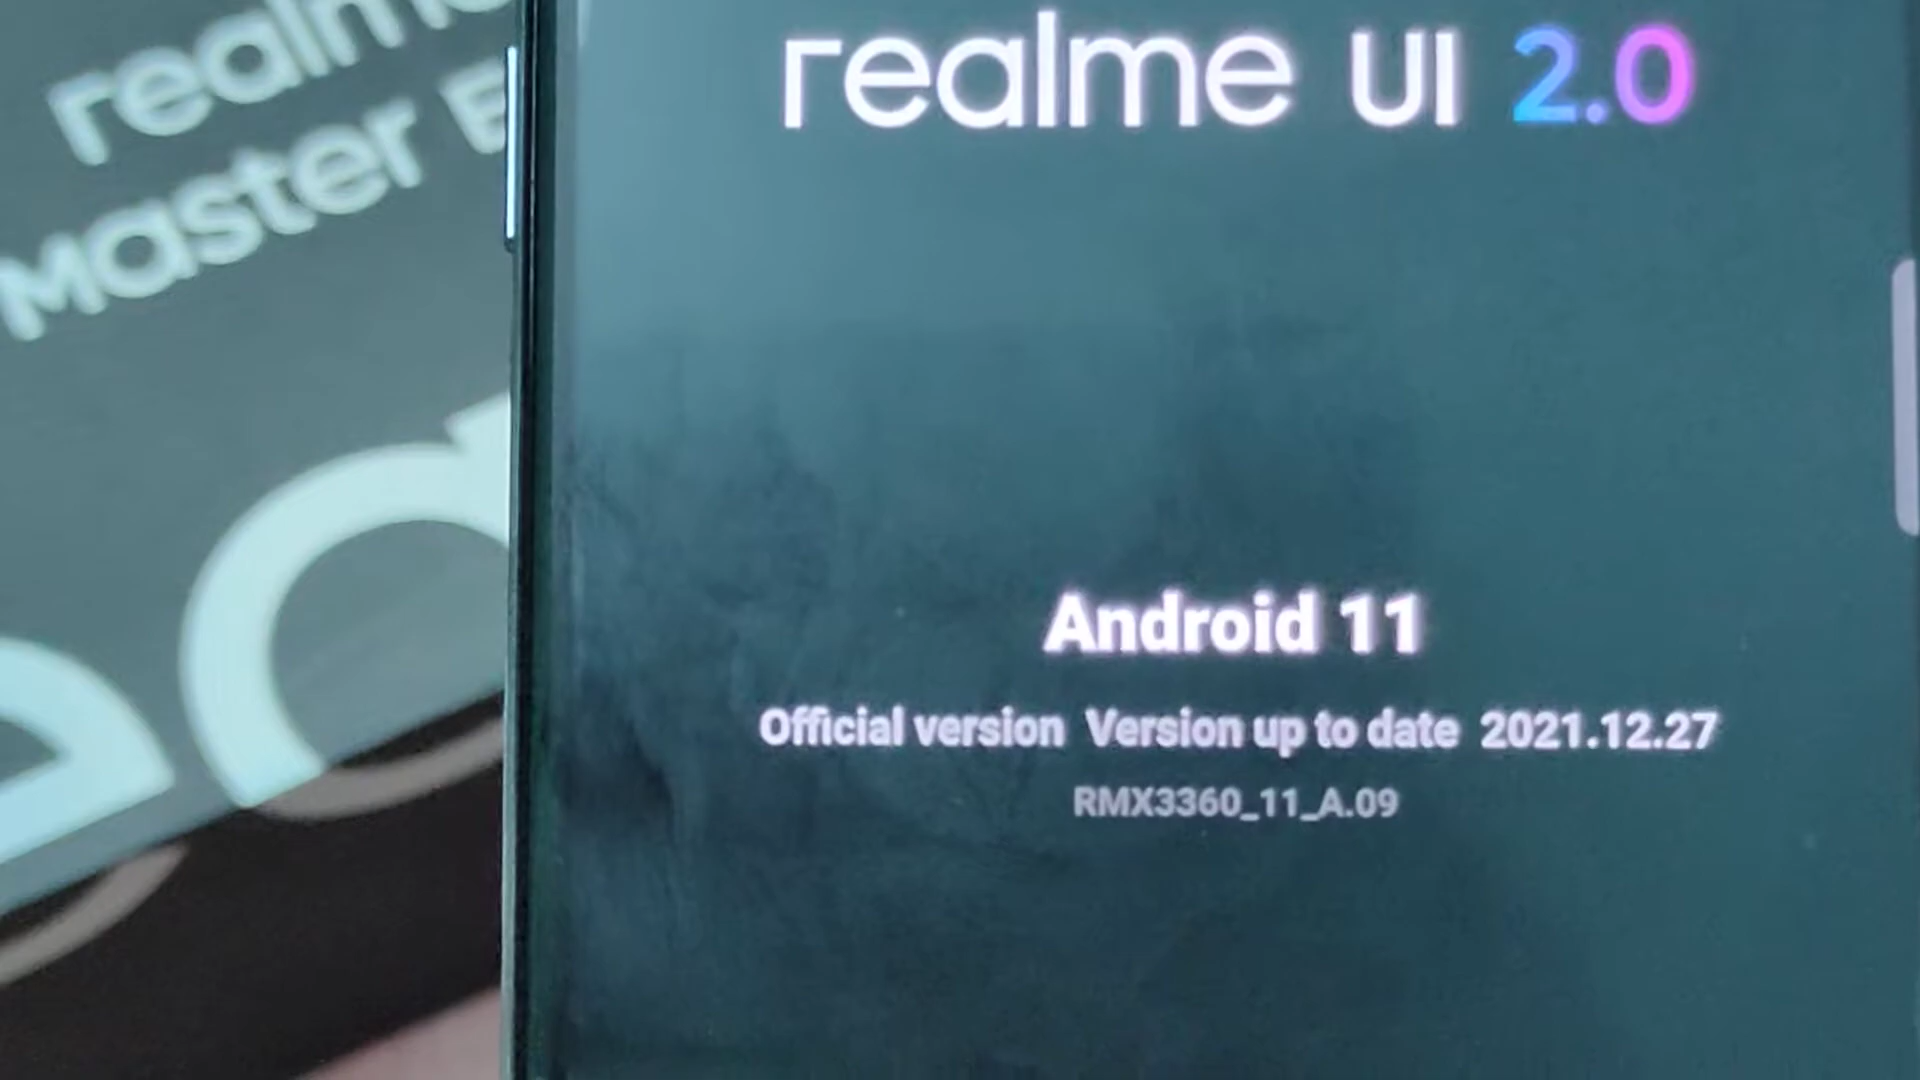 realme
Master E
realme UI 2.0
Android 11
Official version Version up to date 2021.12.27
RMX3360_11_A.09